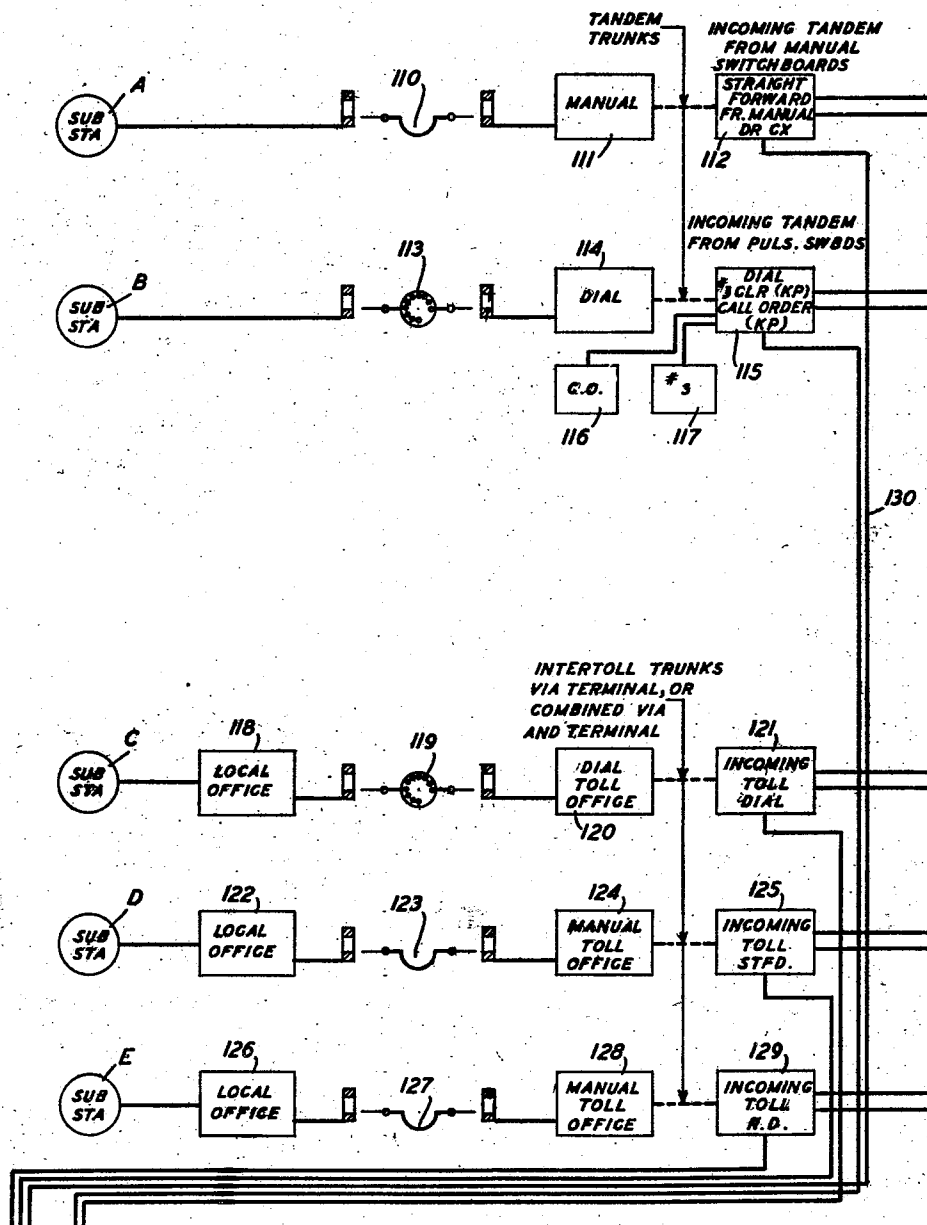 TANDEM
TRUNKS
INCOMING TANDEM
FROM MANUAL
SWITCHBOARDS
A
SUB
STA
110
MANUAL
111
STRAIGHT
FORWARD
FR. MANUAL
DR CX
112
INCOMING TANDEM
FROM PULS. SWBDS
B
SUB
STA
113
114
DIAL
DIAL
#3 CLR (KP)
CALL ORDER
(KP)
115
C.O.
116
#3
117
130
INTERTOLL TRUNKS
VIA TERMINAL, OR
COMBINED VIA
AND TERMINAL
C
SUB
STA
118
LOCAL
OFFICE
119
DIAL
TOLL
OFFICE
120
121
INCOMING
TOLL
DIAL
D
SUB
STA
122
LOCAL
OFFICE
123
124
MANUAL
TOLL
OFFICE
125
INCOMING
TOLL
STFD.
E
SUB
STA
126
LOCAL
OFFICE
127
128
MANUAL
TOLL
OFFICE
129
INCOMING
TOLL
R.D.